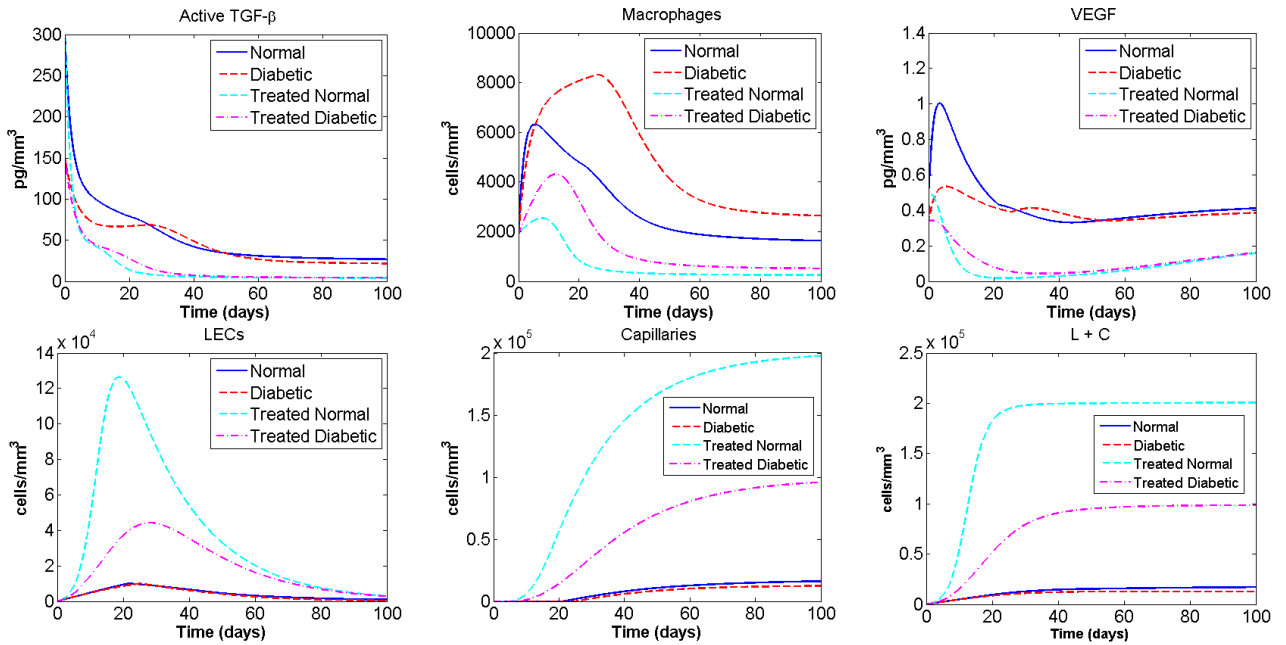 Active TGF-β
300
250
200
150
100
50
0
pg/mm³
0 20 40 60 80 100
Time (days)
Normal
Diabetic
Treated Normal
Treated Diabetic
Macrophages
10000
8000
6000
4000
2000
0
cells/mm³
0 20 40 60 80 100
Time (days)
Normal
Diabetic
Treated Normal
Treated Diabetic
VEGF
1.4
1.2
1
0.8
0.6
0.4
0.2
0
pg/mm³
0 20 40 60 80 100
Time (days)
Normal
Diabetic
Treated Normal
Treated Diabetic
LECs
x 10⁴
14
12
10
8
6
4
2
0
cells/mm³
0 20 40 60 80 100
Time (days)
Normal
Diabetic
Treated Normal
Treated Diabetic
Capillaries
x 10⁵
2
1.5
1
0.5
0
cells/mm³
0 20 40 60 80 100
Time (days)
Normal
Diabetic
Treated Normal
Treated Diabetic
L + C
x 10⁵
2.5
2
1.5
1
0.5
0
cells/mm³
0 20 40 60 80 100
Time (days)
Normal
Diabetic
Treated Normal
Treated Diabetic